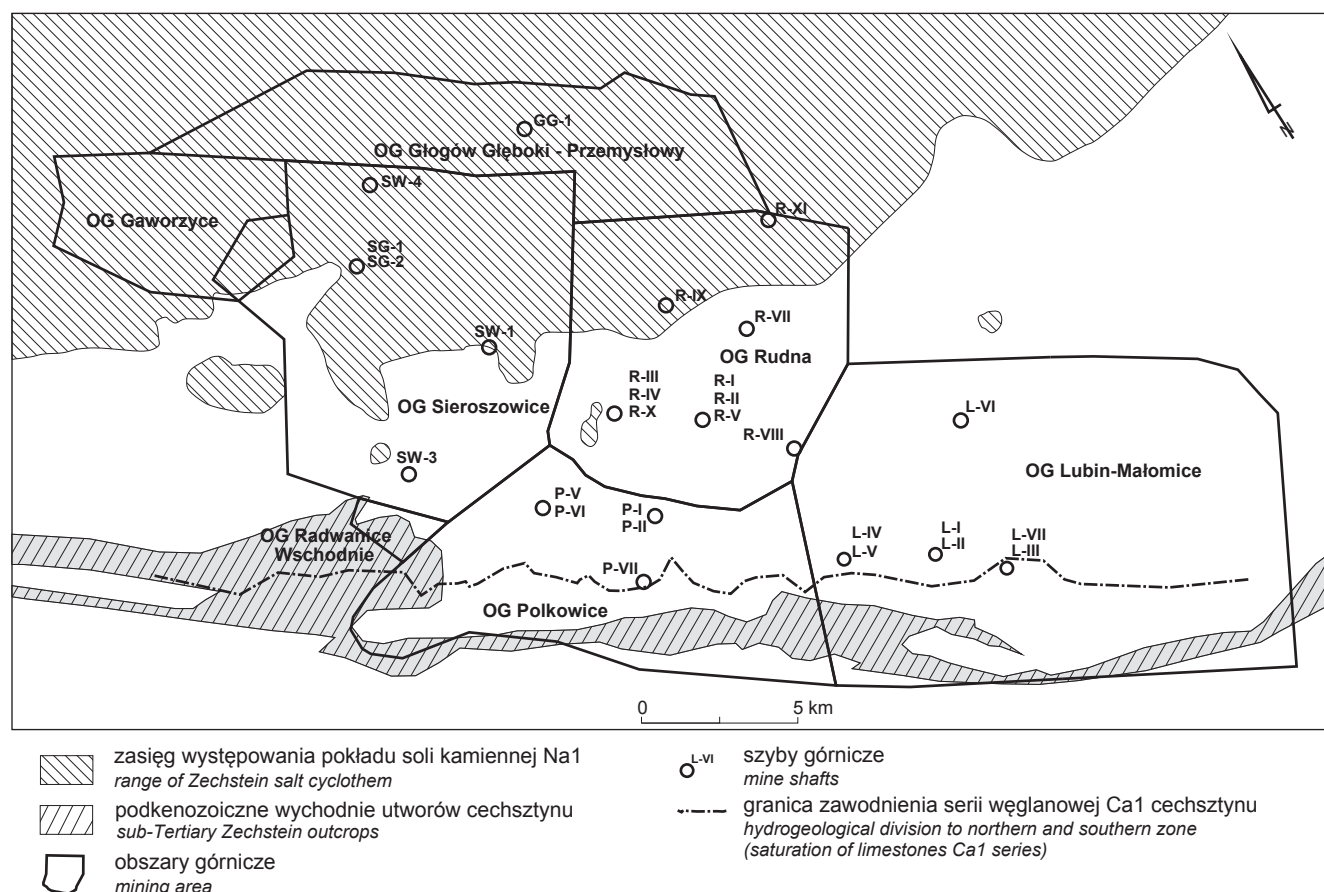 GG-1
OG Głogów Głęboki - Przemysłowy
SW-4
R-XI
OG Gaworzyce
SG-1
SG-2
R-IX
R-VII
SW-1
OG Rudna
R-III
R-IV
R-X
R-I
R-II
R-V
OG Sieroszowice
L-VI
R-VIII
SW-3
OG Lubin-Małomice
P-V
P-VI
P-I
P-II
OG Radwanice
Wschodnie
L-IV
L-V
L-I
L-II
L-VII
L-III
P-VII
OG Polkowice
N
0 5 km
zasięg występowania pokładu soli kamiennej Na1
range of Zechstein salt cyclothem
podkenozoiczne wychodnie utworów cechsztynu
sub-Tertiary Zechstein outcrops
obszary górnicze
mining area
L-VI
szyby górnicze
mine shafts
granica zawodnienia serii węglanowej Ca1 cechsztynu
hydrogeological division to northern and southern zone
(saturation of limestones Ca1 series)